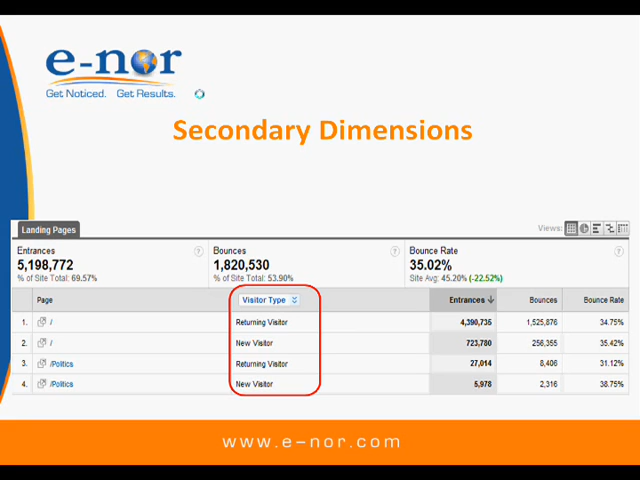 e-nor
Get Noticed. Get Results.
Secondary Dimensions
Landing Pages
Views:
Entrances ?
5,198,772
% of Site Total: 69.57%
Bounces ?
1,820,530
% of Site Total: 53.90%
Bounce Rate ?
35.02%
Site Avg: 45.20% (-22.52%)
Page Visitor Type Entrances ↓ Bounces Bounce Rate
1. / Returning Visitor 4,390,735 1,525,876 34.75%
2. / New Visitor 723,780 256,355 35.42%
3. /Politics Returning Visitor 27,014 8,406 31.12%
4. /Politics New Visitor 5,978 2,316 38.75%
www.e-nor.com